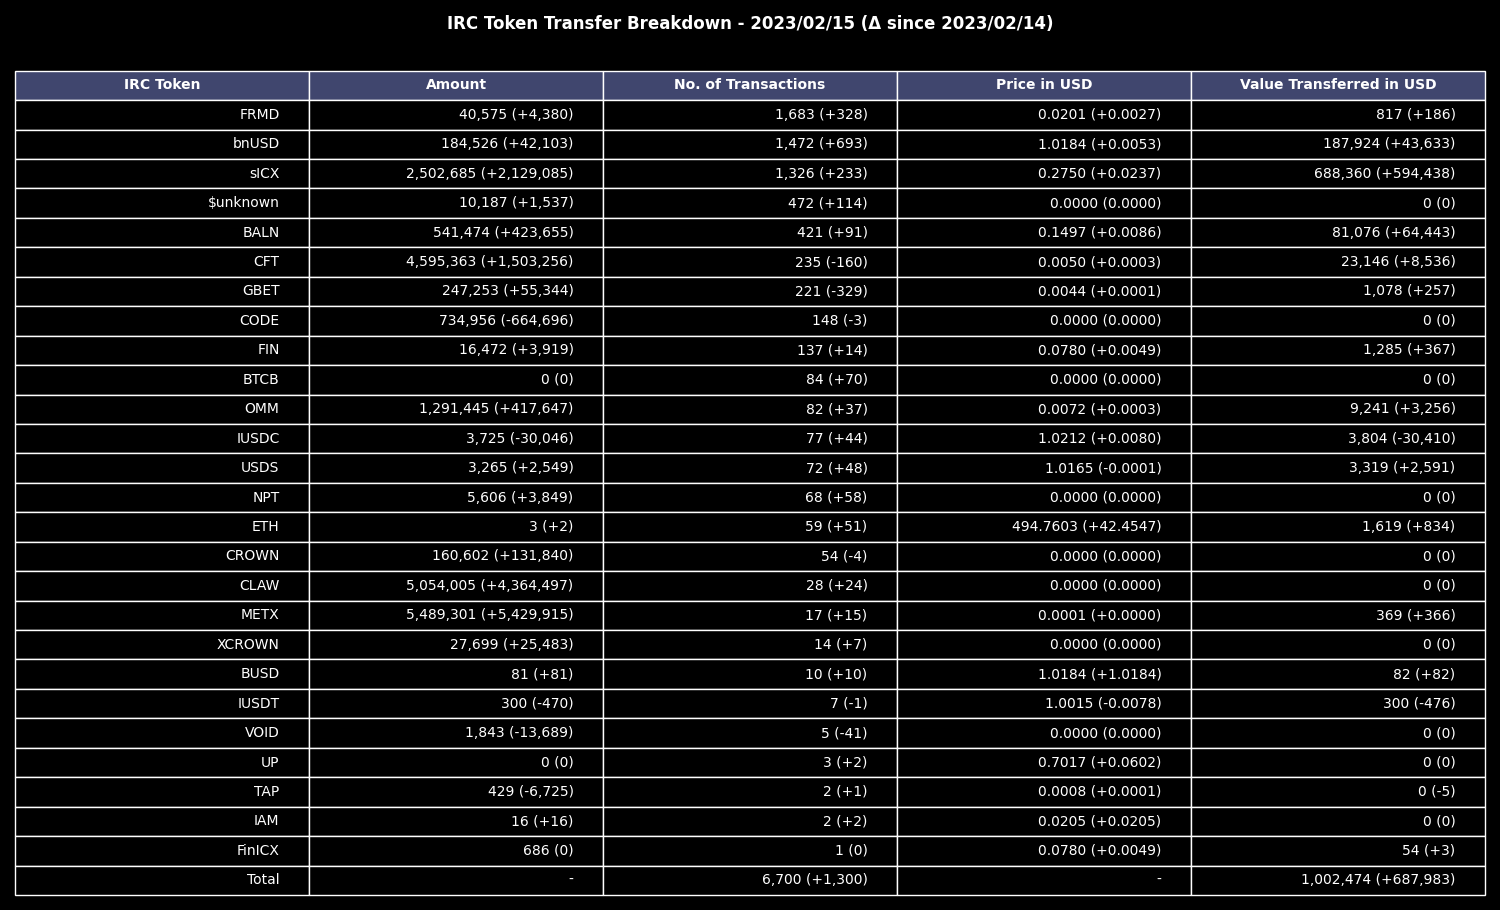 IRC Token Transfer Breakdown - 2023/02/15 (Δ since 2023/02/14)
IRC Token Amount No. of Transactions Price in USD Value Transferred in USD
FRMD 40,575 (+4,380) 1,683 (+328) 0.0201 (+0.0027) 817 (+186)
bnUSD 184,526 (+42,103) 1,472 (+693) 1.0184 (+0.0053) 187,924 (+43,633)
sICX 2,502,685 (+2,129,085) 1,326 (+233) 0.2750 (+0.0237) 688,360 (+594,438)
$unknown 10,187 (+1,537) 472 (+114) 0.0000 (0.0000) 0 (0)
BALN 541,474 (+423,655) 421 (+91) 0.1497 (+0.0086) 81,076 (+64,443)
CFT 4,595,363 (+1,503,256) 235 (-160) 0.0050 (+0.0003) 23,146 (+8,536)
GBET 247,253 (+55,344) 221 (-329) 0.0044 (+0.0001) 1,078 (+257)
CODE 734,956 (-664,696) 148 (-3) 0.0000 (0.0000) 0 (0)
FIN 16,472 (+3,919) 137 (+14) 0.0780 (+0.0049) 1,285 (+367)
BTCB 0 (0) 84 (+70) 0.0000 (0.0000) 0 (0)
OMM 1,291,445 (+417,647) 82 (+37) 0.0072 (+0.0003) 9,241 (+3,256)
IUSDC 3,725 (-30,046) 77 (+44) 1.0212 (+0.0080) 3,804 (-30,410)
USDS 3,265 (+2,549) 72 (+48) 1.0165 (-0.0001) 3,319 (+2,591)
NPT 5,606 (+3,849) 68 (+58) 0.0000 (0.0000) 0 (0)
ETH 3 (+2) 59 (+51) 494.7603 (+42.4547) 1,619 (+834)
CROWN 160,602 (+131,840) 54 (-4) 0.0000 (0.0000) 0 (0)
CLAW 5,054,005 (+4,364,497) 28 (+24) 0.0000 (0.0000) 0 (0)
METX 5,489,301 (+5,429,915) 17 (+15) 0.0001 (+0.0000) 369 (+366)
XCROWN 27,699 (+25,483) 14 (+7) 0.0000 (0.0000) 0 (0)
BUSD 81 (+81) 10 (+10) 1.0184 (+1.0184) 82 (+82)
IUSDT 300 (-470) 7 (-1) 1.0015 (-0.0078) 300 (-476)
VOID 1,843 (-13,689) 5 (-41) 0.0000 (0.0000) 0 (0)
UP 0 (0) 3 (+2) 0.7017 (+0.0602) 0 (0)
TAP 429 (-6,725) 2 (+1) 0.0008 (+0.0001) 0 (-5)
IAM 16 (+16) 2 (+2) 0.0205 (+0.0205) 0 (0)
FinICX 686 (0) 1 (0) 0.0780 (+0.0049) 54 (+3)
Total - 6,700 (+1,300) - 1,002,474 (+687,983)